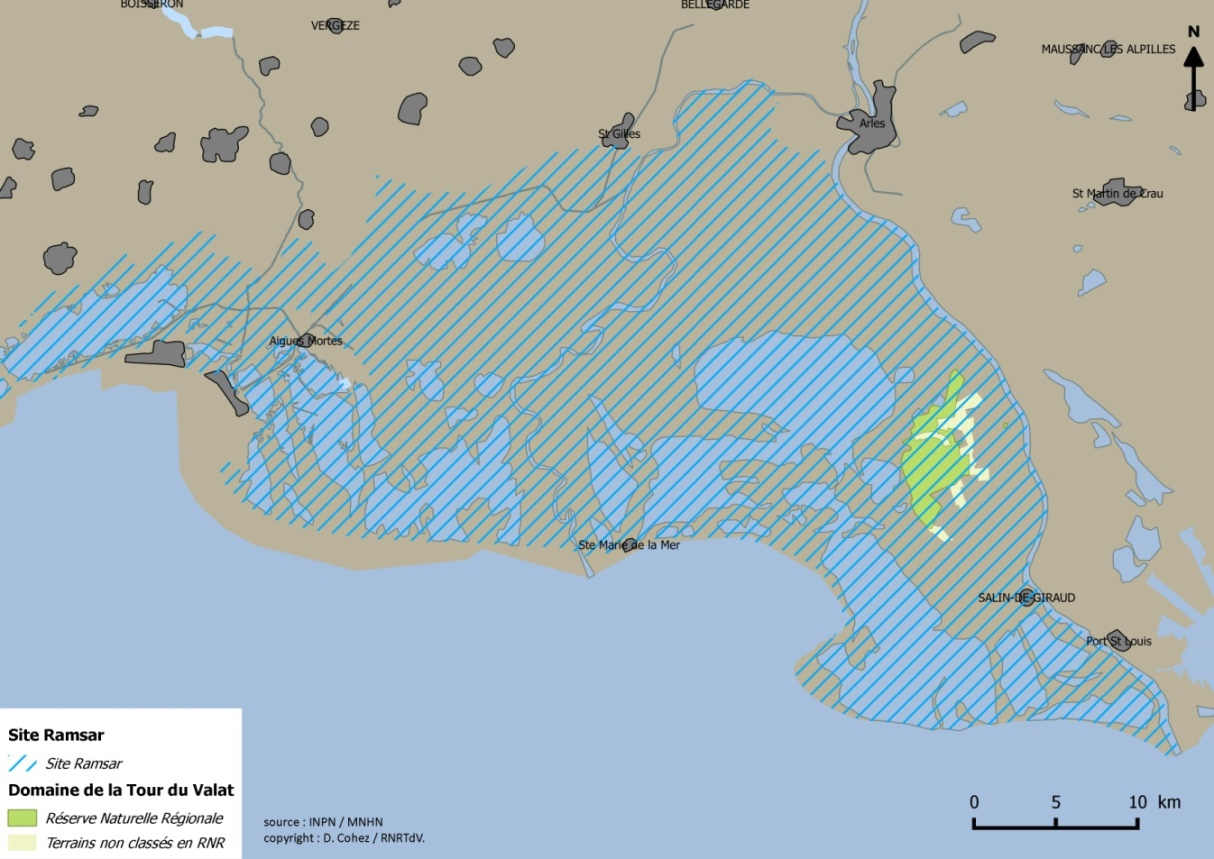 BOISSERON
BELLEGARDE
VERGEZE
N
MAUSSANC LES ALPILLES
St Gilles
Arles
St Martin de Crau
Aigues Mortes
Ste Marie de la Mer
SALIN-DE-GIRAUD
Port St Louis
Site Ramsar
Site Ramsar
Domaine de la Tour du Valat
Réserve Naturelle Régionale
Terrains non classés en RNR
source : INPN / MNHN
copyright : D. Cohez / RNRTdV.
0 5 10 km